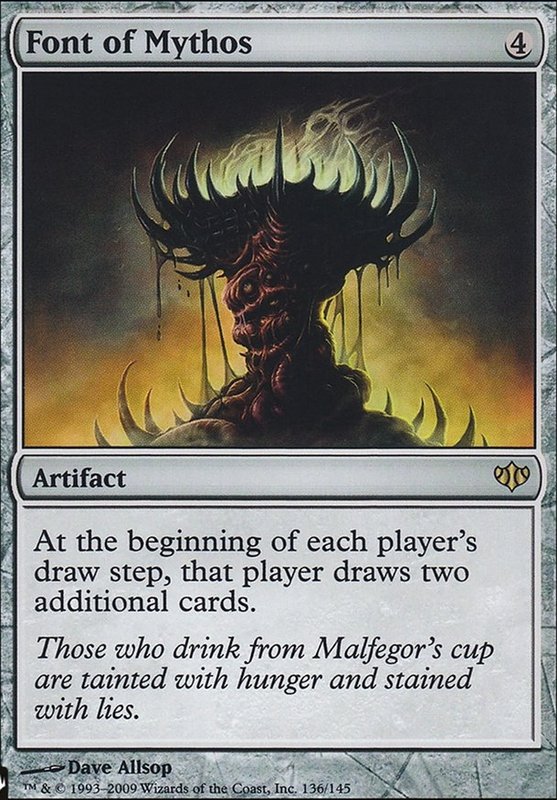 Font of Mythos
4
Artifact
At the beginning of each player's
draw step, that player draws two
additional cards.
Those who drink from Malfegor's cup
are tainted with hunger and stained
with lies.
Dave Allsop
™ & © 1993–2009 Wizards of the Coast, Inc. 136/145